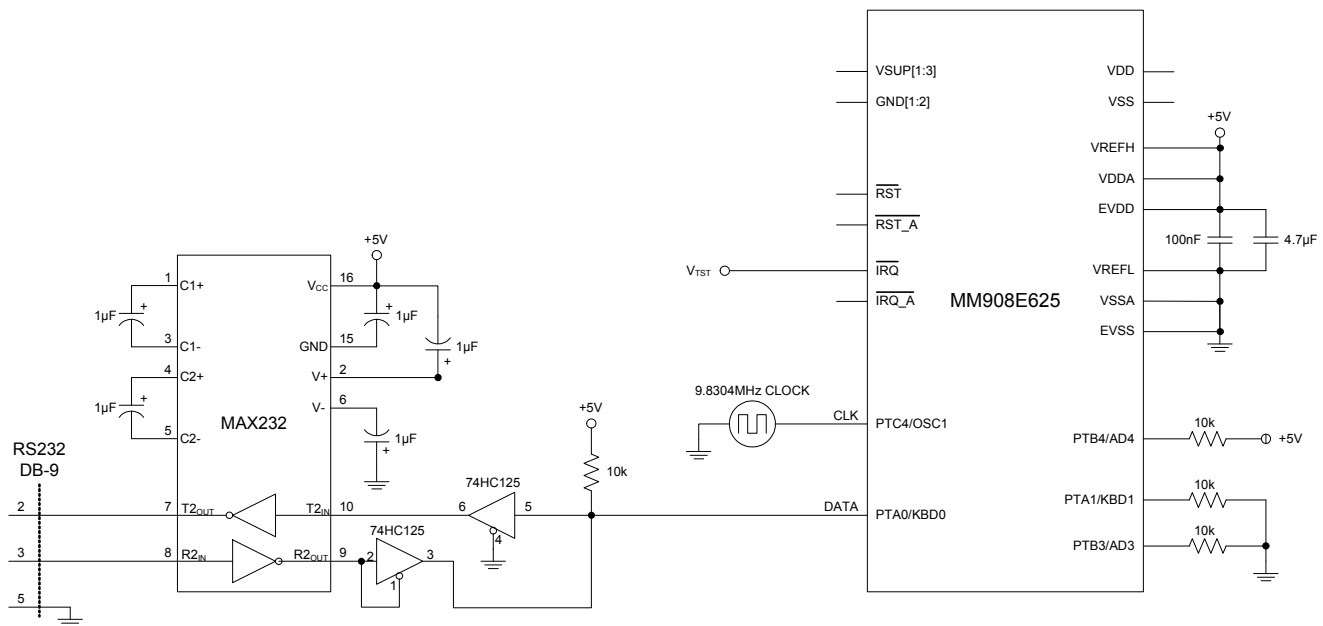 VSUP[1:3]
VDD
GND[1:2]
VSS
+5V
VREFH
VDDA
RST
EVDD
RST_A
100nF
4.7µF
+5V
VTST
IRQ
VREFL
MM908E625
IRQ_A
VSSA
EVSS
1
C1+
VCC
16
1µF
+
+
1µF
3
C1-
GND
15
1µF
+
4
C2+
V+
2
1µF
+
MAX232
V-
6
9.8304MHz CLOCK
CLK
PTC4/OSC1
5
C2-
1µF
+
+5V
PTB4/AD4
10k
+5V
RS232
DB-9
10k
74HC125
10k
2
7
T2OUT
T2IN
10
6
5
4
DATA
PTA0/KBD0
PTA1/KBD1
74HC125
10k
3
8
R2IN
R2OUT
9
2
3
1
PTB3/AD3
5